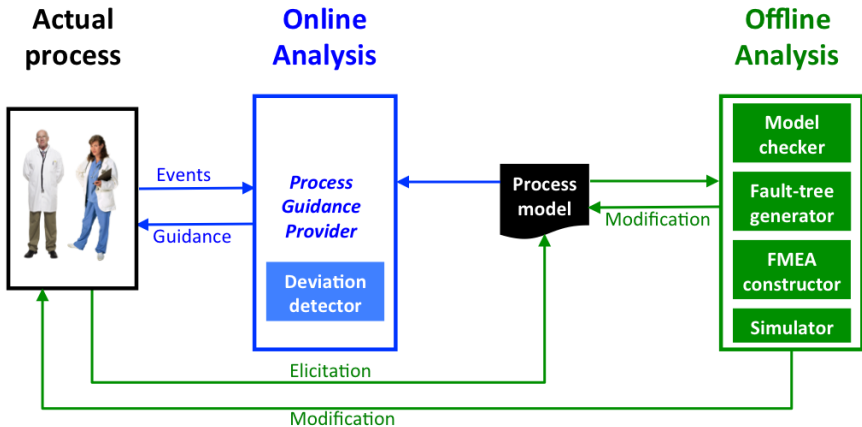 Actual
process
Online
Analysis
Offline
Analysis
Events
Guidance
Process
Guidance
Provider
Deviation
detector
Process
model
Modification
Model
checker
Fault-tree
generator
FMEA
constructor
Simulator
Elicitation
Modification